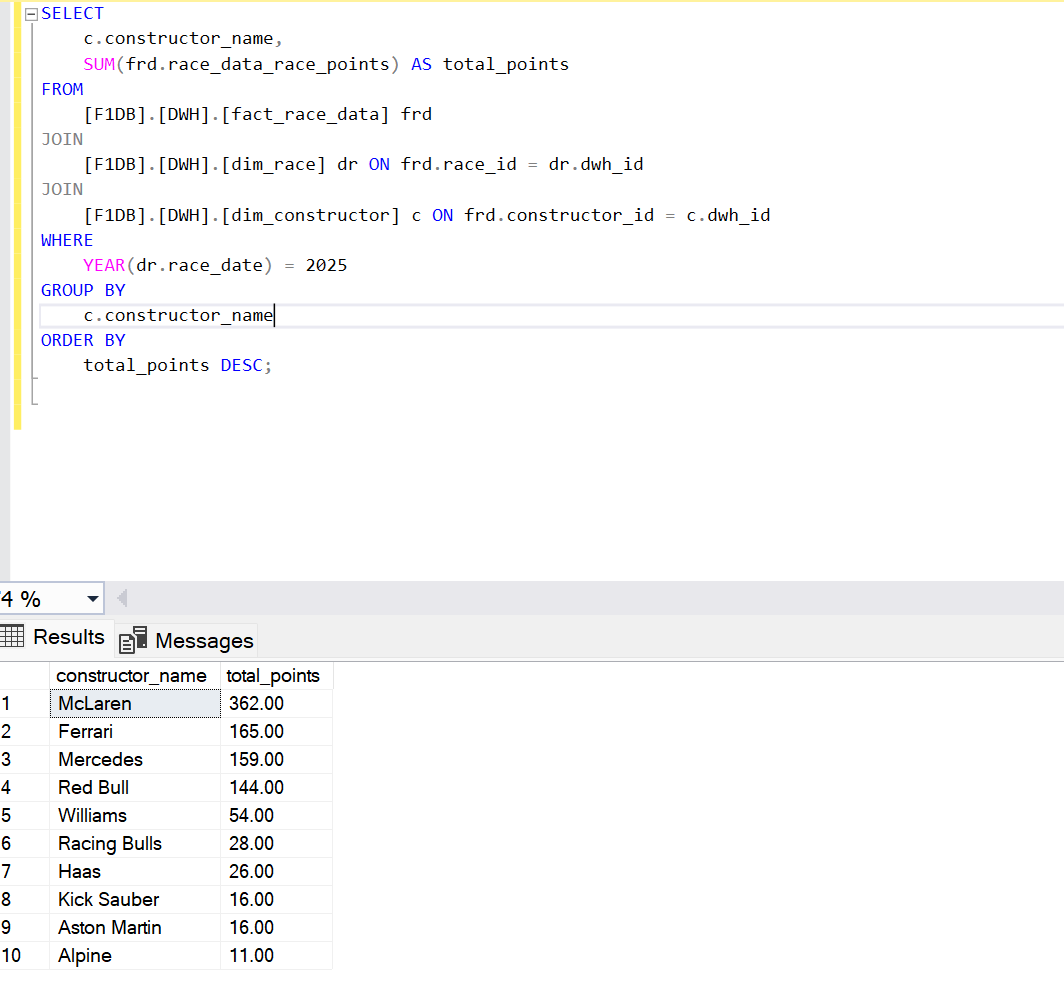 SELECT
c.constructor_name,
SUM(frd.race_data_race_points) AS total_points
FROM
[F1DB].[DWH].[fact_race_data] frd
JOIN
[F1DB].[DWH].[dim_race] dr ON frd.race_id = dr.dwh_id
JOIN
[F1DB].[DWH].[dim_constructor] c ON frd.constructor_id = c.dwh_id
WHERE
YEAR(dr.race_date) = 2025
GROUP BY
c.constructor_name
ORDER BY
total_points DESC;
4 %
Results Messages
constructor_name total_points
1 McLaren 362.00
2 Ferrari 165.00
3 Mercedes 159.00
4 Red Bull 144.00
5 Williams 54.00
6 Racing Bulls 28.00
7 Haas 26.00
8 Kick Sauber 16.00
9 Aston Martin 16.00
10 Alpine 11.00